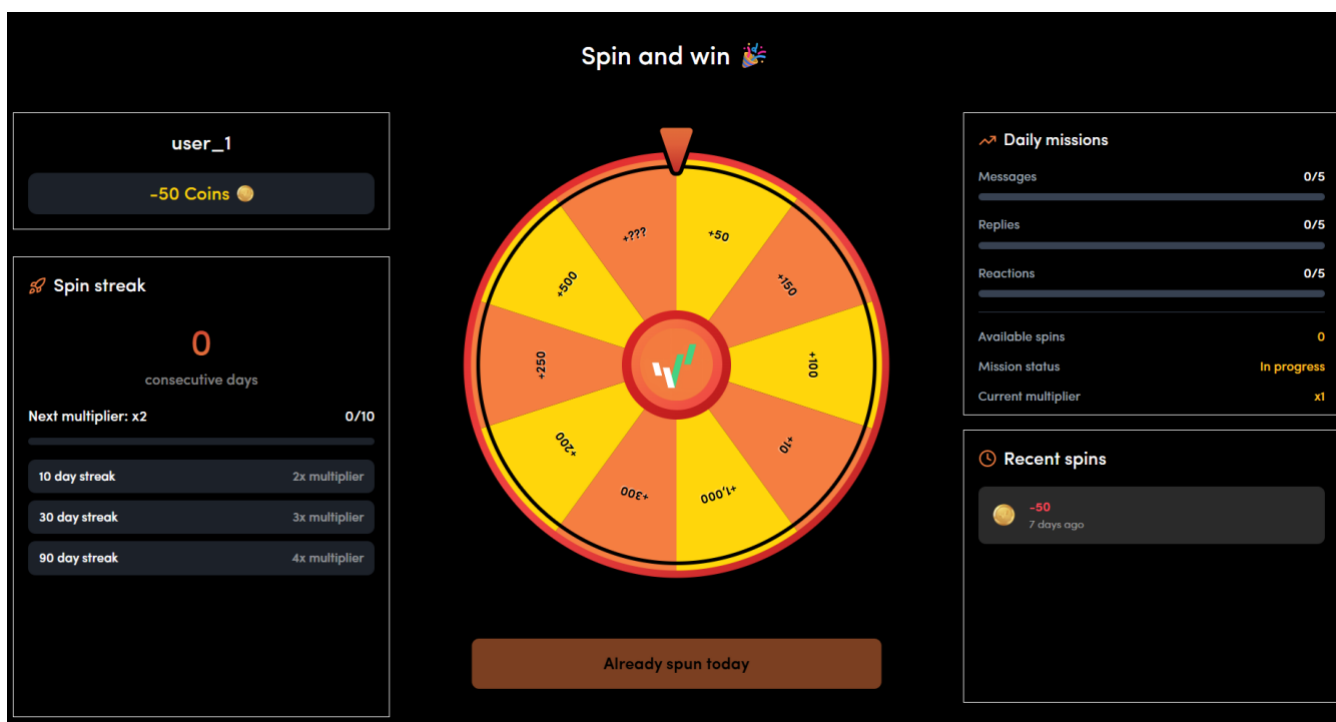 Spin and win 🎉
user_1
-50 Coins
Spin streak
0
consecutive days
Next multiplier: x2 0/10
10 day streak 2x multiplier
30 day streak 3x multiplier
90 day streak 4x multiplier
+???
+50
+150
+100
+10
+1,000
+300
+200
+250
+500
Already spun today
Daily missions
Messages 0/5
Replies 0/5
Reactions 0/5
Available spins 0
Mission status In progress
Current multiplier x1
Recent spins
-50
7 days ago